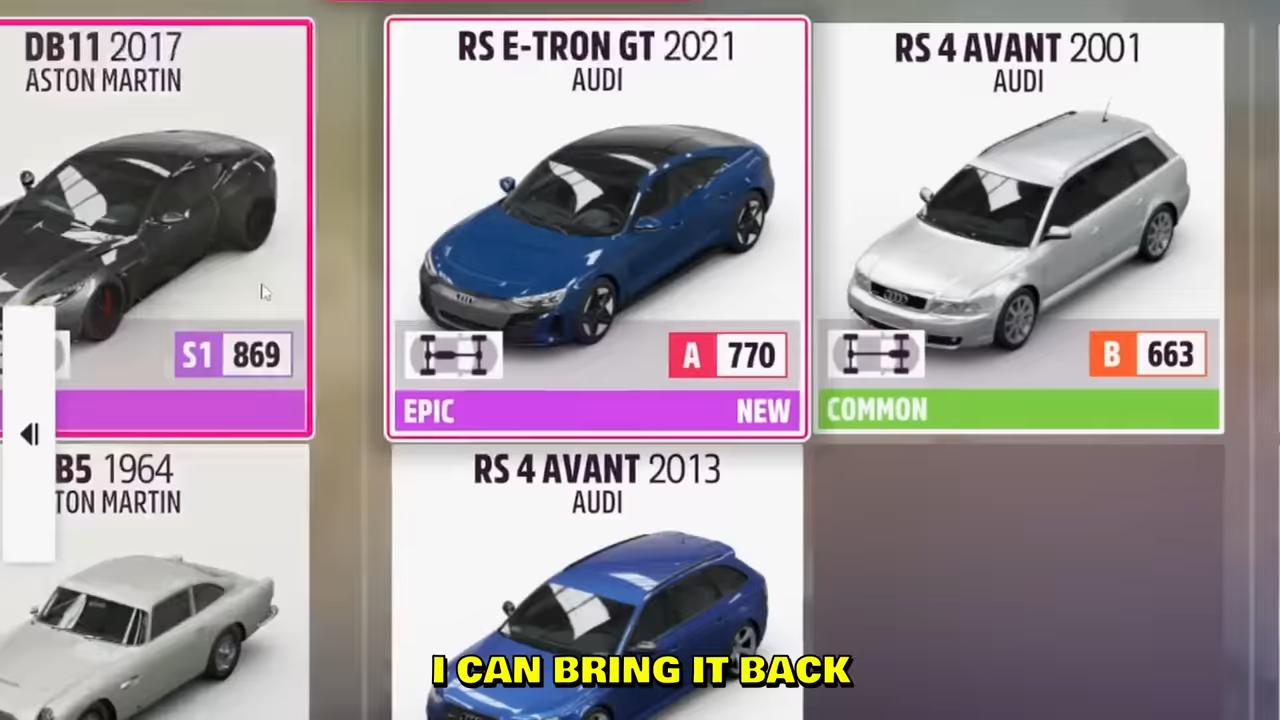 DB11 2017
ASTON MARTIN
S1 869
RS E-TRON GT 2021
AUDI
A 770
EPIC NEW
RS 4 AVANT 2001
AUDI
B 663
COMMON
B5 1964
TON MARTIN
RS 4 AVANT 2013
AUDI
I CAN BRING IT BACK